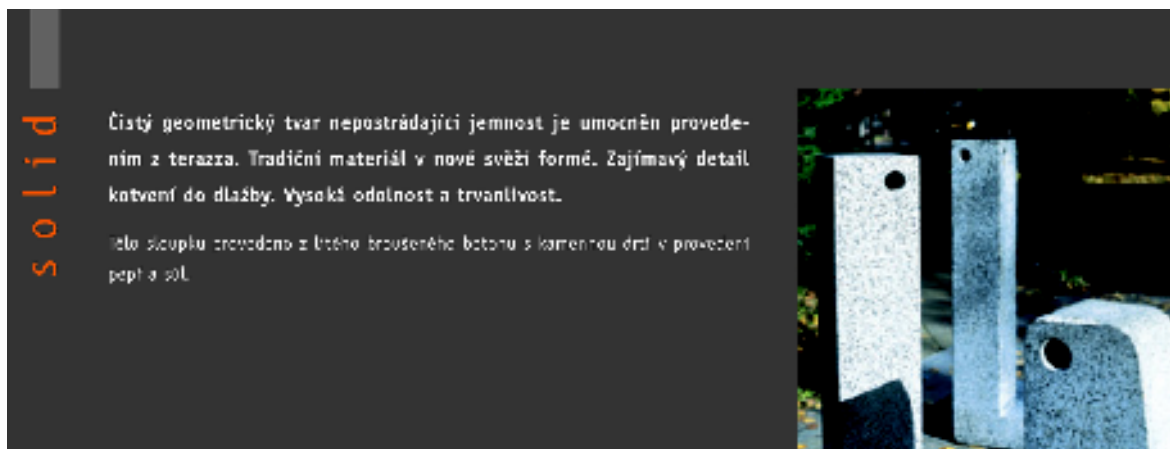 solid
Čistý geometrický tvar nepostrádající jemnost je umocněn provede-
ním z terazza. Tradiční materiál v nové svěží formě. Zajímavý detail
kotvení do dlažby. Vysoká odolnost a trvanlivost.
Tělo sloupku provedeno z litého broušeného betonu s kamennou drtí v provedení
pepř a sůl.